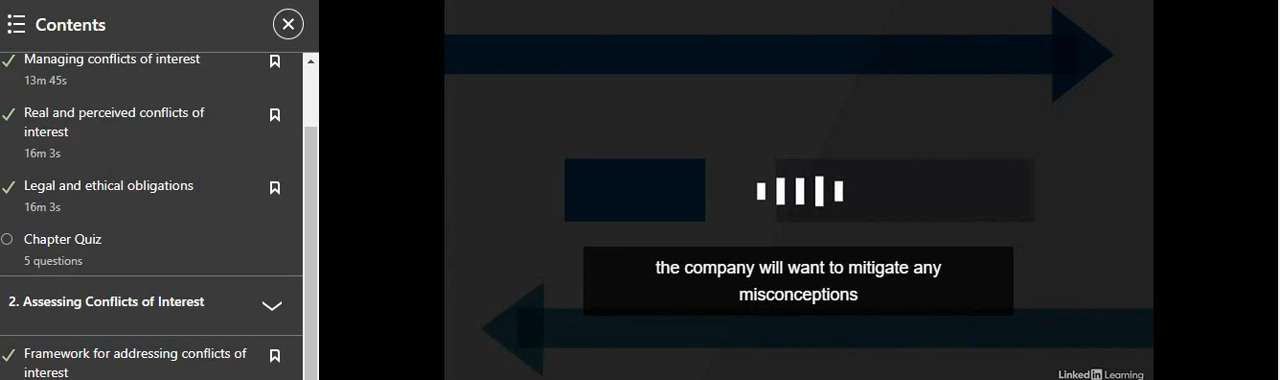 Contents
Managing conflicts of interest
13m 45s
Real and perceived conflicts of
interest
16m 3s
Legal and ethical obligations
16m 3s
Chapter Quiz
5 questions
2. Assessing Conflicts of Interest
Framework for addressing conflicts of
interest
the company will want to mitigate any
misconceptions
LinkedIn Learning